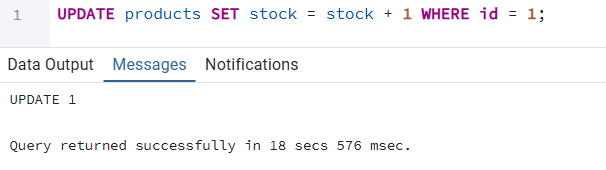 1 UPDATE products SET stock = stock + 1 WHERE id = 1;
Data Output Messages Notifications
UPDATE 1
Query returned successfully in 18 secs 576 msec.